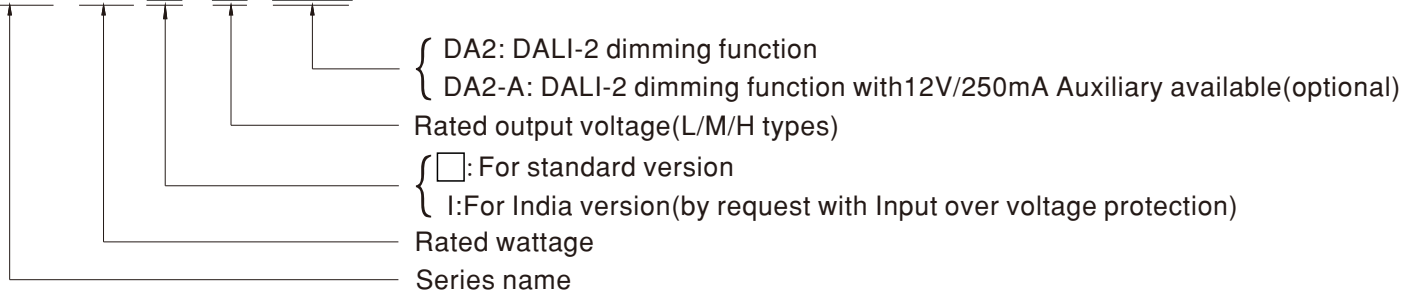 DA2: DALI-2 dimming function
DA2-A: DALI-2 dimming function with12V/250mA Auxiliary available(optional)
Rated output voltage(L/M/H types)
□: For standard version
I:For India version(by request with Input over voltage protection)
Rated wattage
Series name